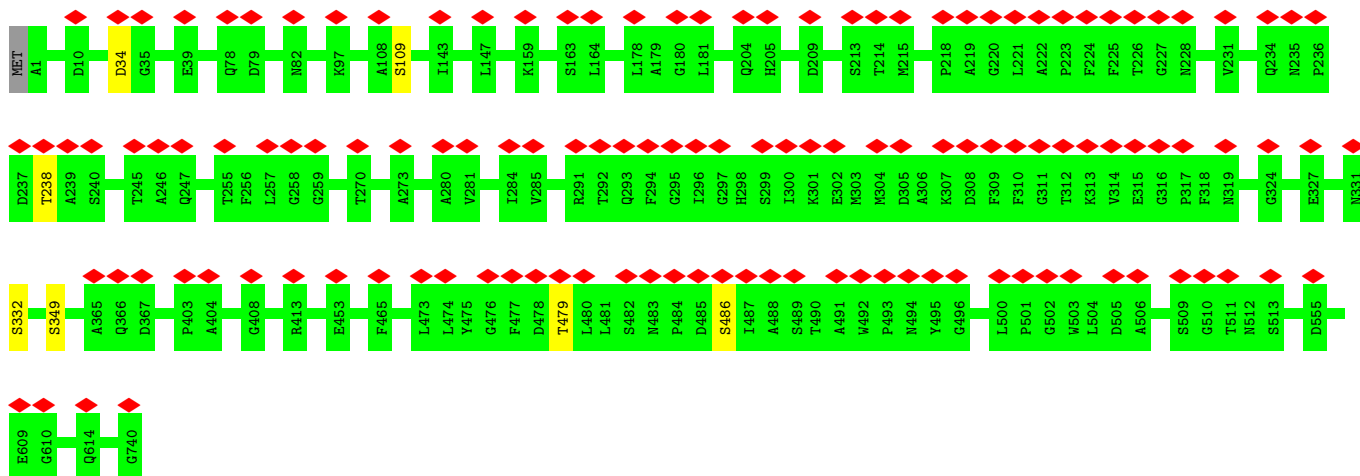 MET A1 D10 D34 G35 E39 Q78 D79 N82 K97 A108 S109 I143 L147 K159 S163 L164 L178 A179 G180 L181 Q204 H205 D209 S213 T214 M215 P218 A219 G220 L221 A222 P223 F224 F225 T226 G227 N228 V231 Q234 N235 P236
D237 T238 A239 S240 T245 A246 Q247 T255 F256 L257 G258 G259 T270 A273 A280 V281 I284 V285 R291 T292 Q293 F294 G295 I296 G297 H298 S299 I300 K301 E302 M303 M304 D305 A306 K307 D308 F309 F310 G311 T312 K313 V314 E315 G316 P317 F318 N319 G324 E327 N331
S332 S349 A365 Q366 D367 P403 A404 G408 R413 E453 F465 L473 L474 Y475 G476 F477 D478 T479 L480 L481 S482 N483 P484 D485 S486 I487 A488 S489 T490 A491 W492 P493 N494 Y495 G496 L500 P501 G502 W503 L504 D505 A506 S509 G510 T511 N512 S513 D555
E609 G610 Q614 G740